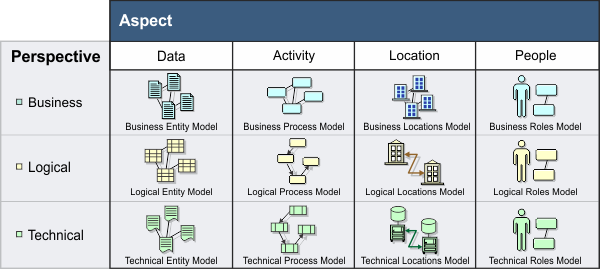 Aspect
Perspective
Data Activity Location People
Business
Business Entity Model Business Process Model Business Locations Model Business Roles Model
Logical
Logical Entity Model Logical Process Model Logical Locations Model Logical Roles Model
Technical
Technical Entity Model Technical Process Model Technical Locations Model Technical Roles Model